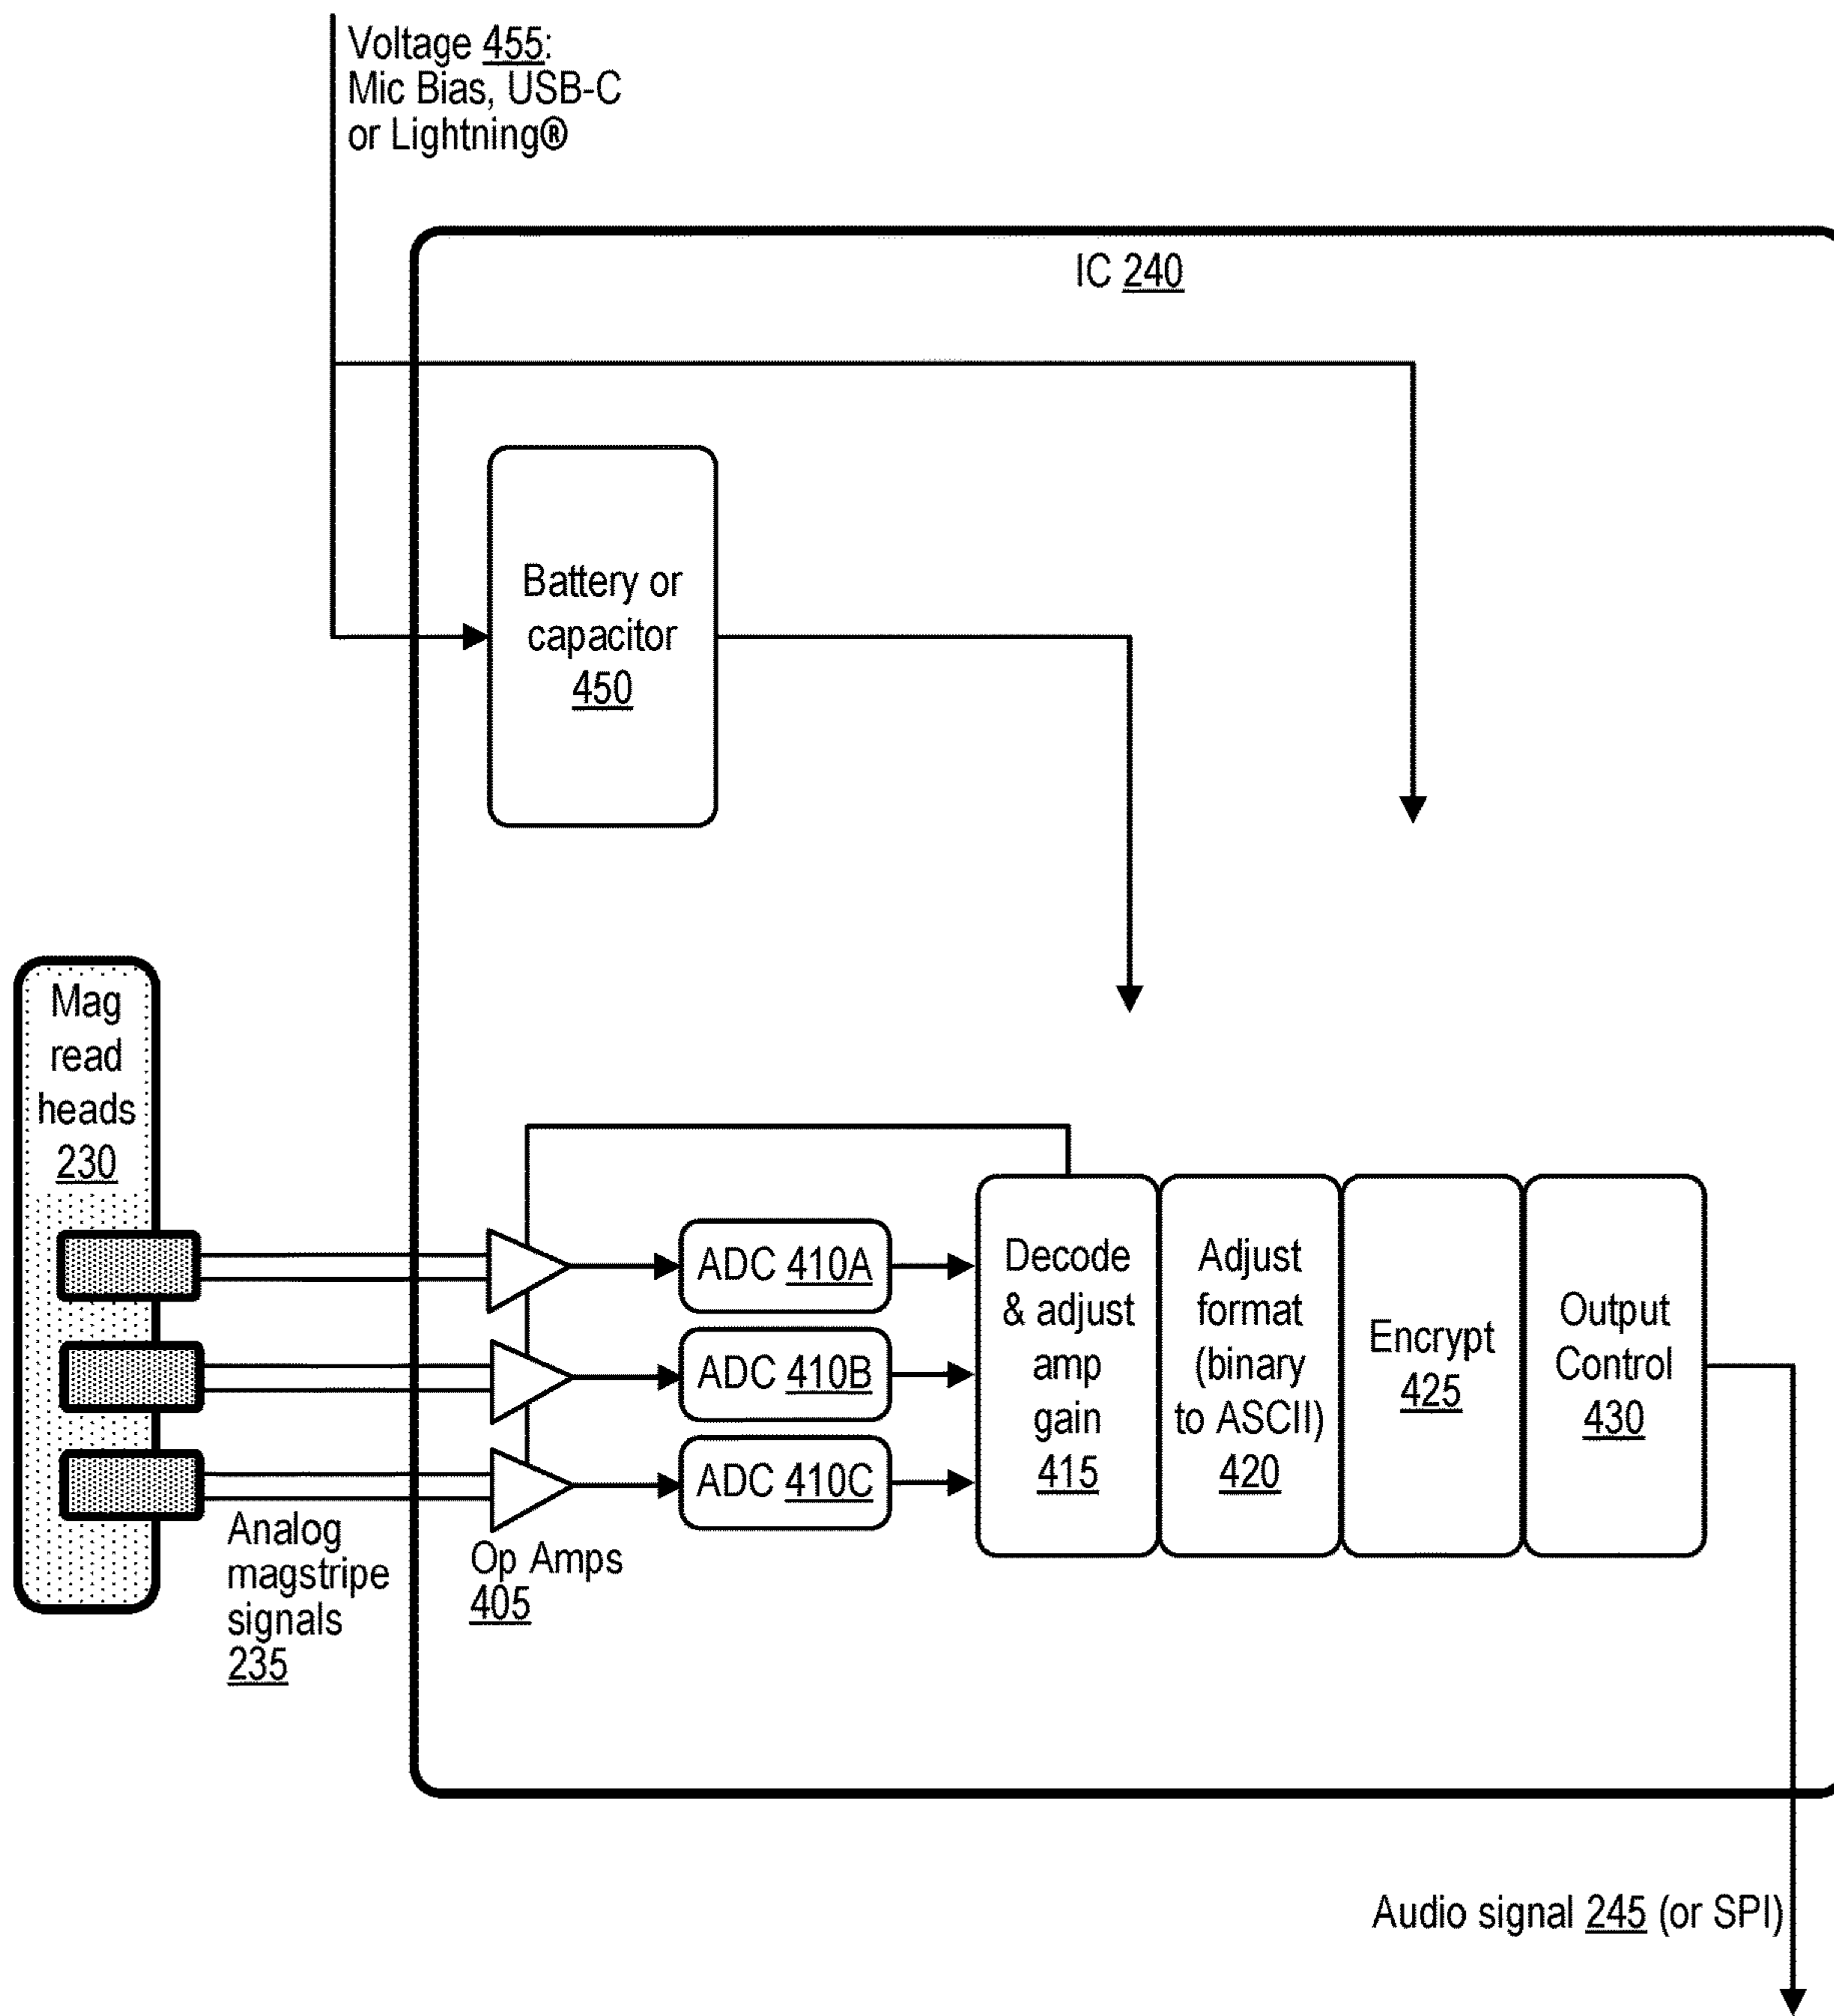 Voltage 455:
Mic Bias, USB-C
or Lightning®
IC 240
Battery or
capacitor
450
Mag
read
heads
230
ADC 410A
ADC 410B
ADC 410C
Decode
& adjust
amp
gain
415
Adjust
format
(binary
to ASCII)
420
Encrypt
425
Output
Control
430
Analog
magstripe
signals
235
Op Amps
405
Audio signal 245 (or SPI)